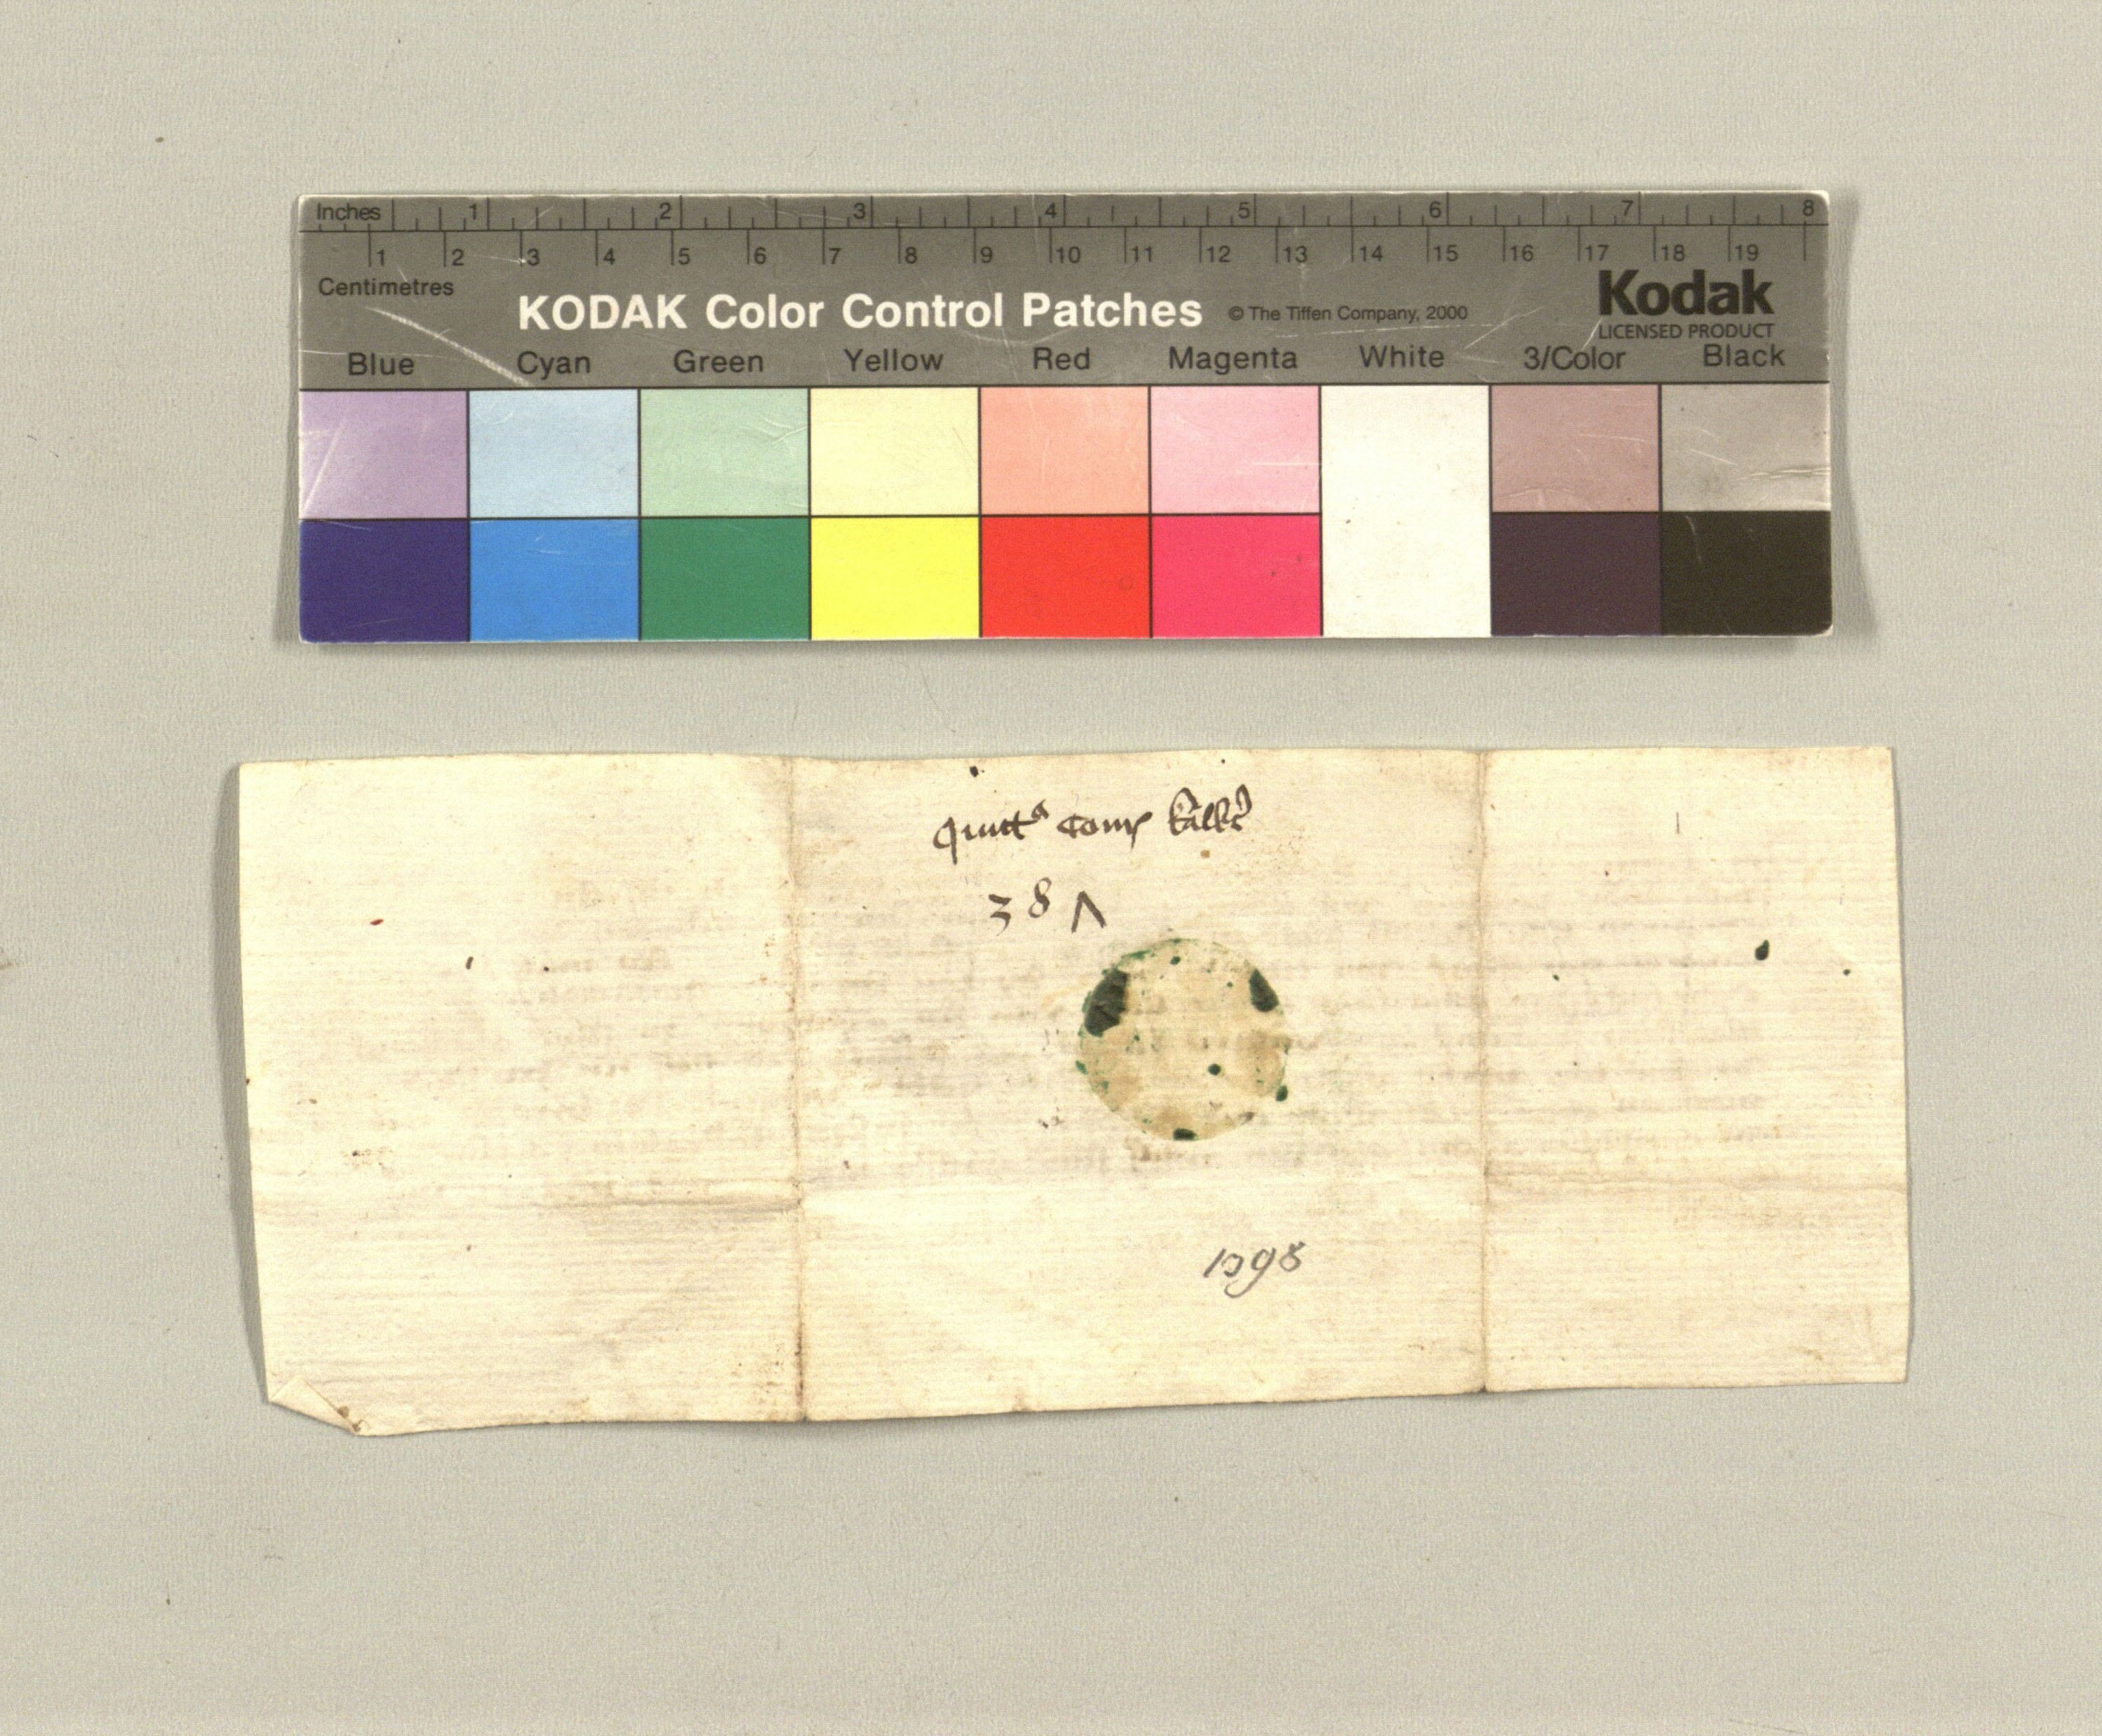 Inches 1 2 3 4 5 6 7 8
1 2 3 4 5 6 7 8 9 10 11 12 13 14 15 16 17 18 19
Centimetres
KODAK Color Control Patches © The Tiffen Company, 2000 Kodak
LICENSED PRODUCT
Blue Cyan Green Yellow Red Magenta White 3/Color Black
quitta
38